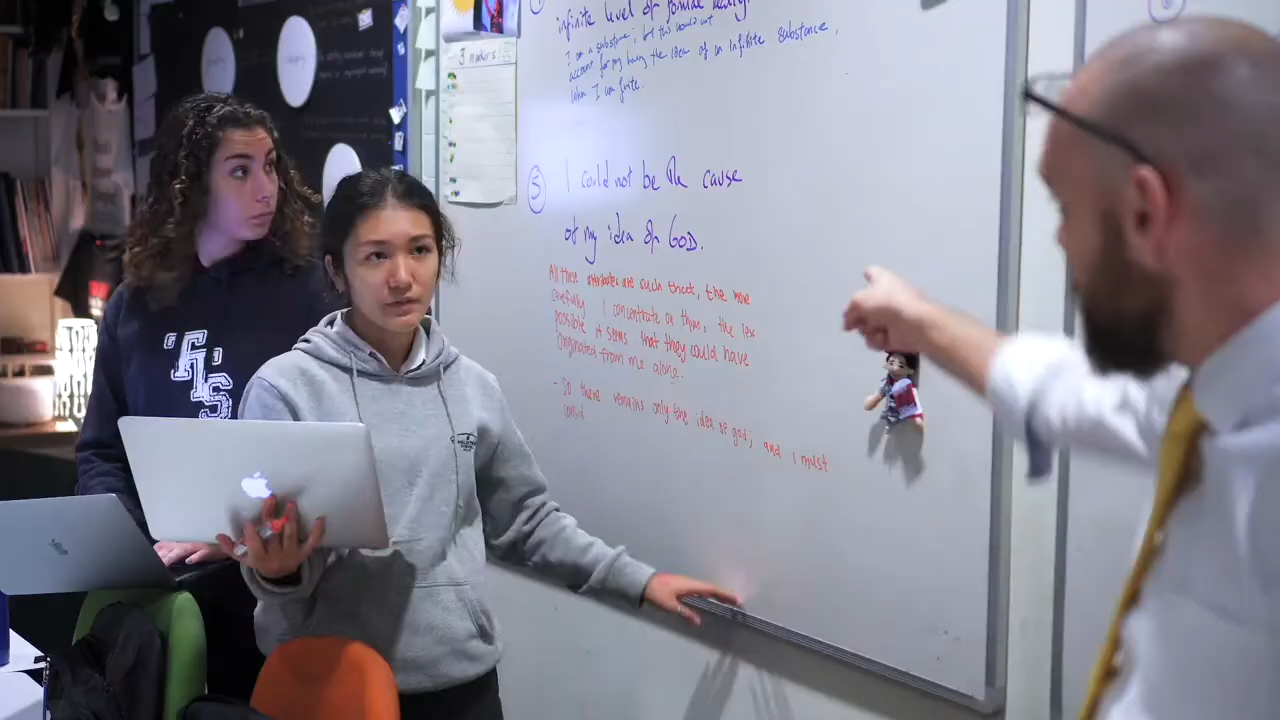 infinite level of formal reality.
I am a substance; but this would not
account for my having the idea of an infinite substance,
when I am finite.
3 markers
5 I could not be the cause
of my idea of GOD.
All these attributes are such that, the more
carefully I concentrate on them, the less
possible it seems that they could have
originated from me alone.
- So there remains only the idea of god; and I must
consid